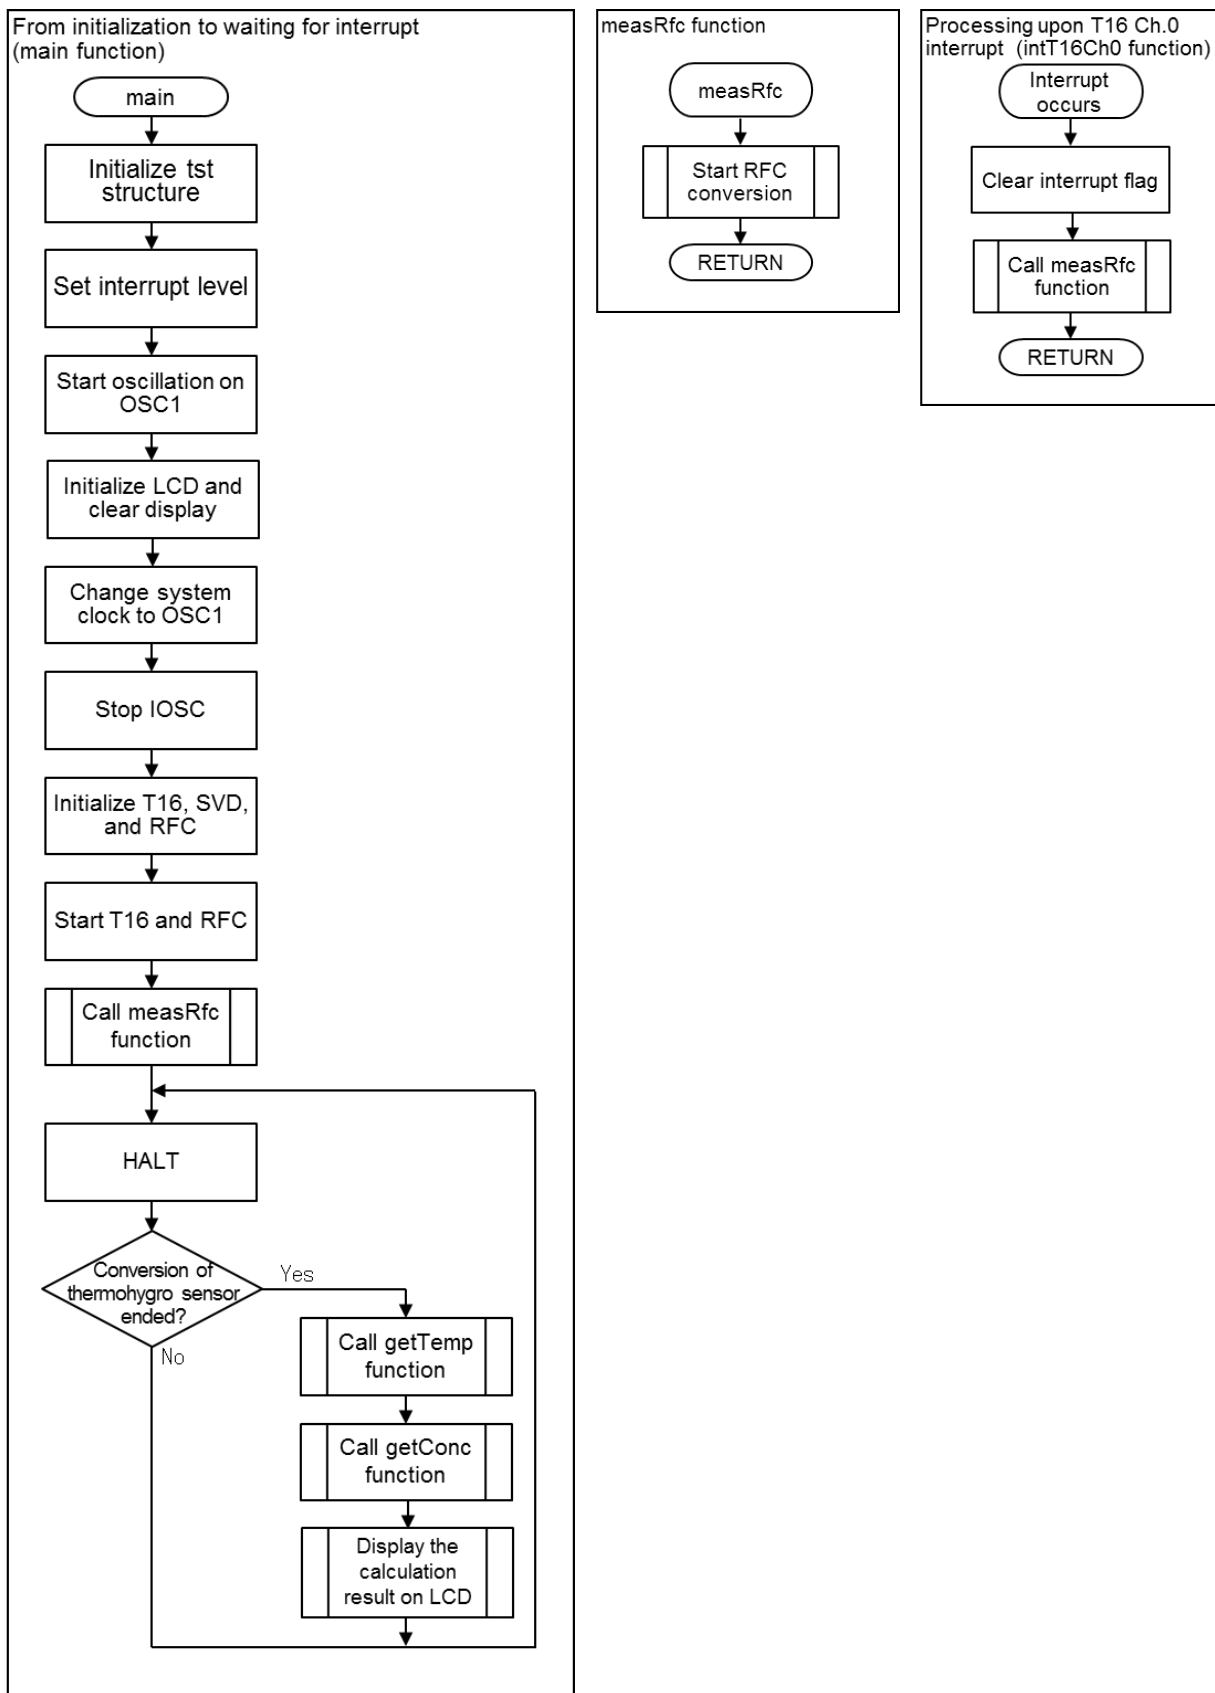 From initialization to waiting for interrupt
(main function)
main
Initialize tst
structure
Set interrupt level
Start oscillation on
OSC1
Initialize LCD and
clear display
Change system
clock to OSC1
Stop IOSC
Initialize T16, SVD,
and RFC
Start T16 and RFC
Call measRfc
function
HALT
Conversion of
thermohygro sensor
ended?
Yes
No
Call getTemp
function
Call getConc
function
Display the
calculation
result on LCD
measRfc function
measRfc
Start RFC
conversion
RETURN
Processing upon T16 Ch.0
interrupt (intT16Ch0 function)
Interrupt
occurs
Clear interrupt flag
Call measRfc
function
RETURN